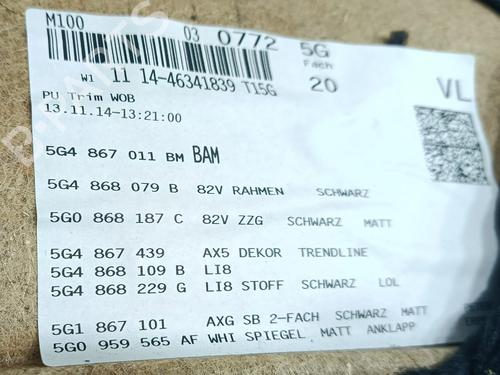 M100 03 0772 5G
Fach
W1 11 14-46341839 T15G 20 VL
PU Trim WOB
13.11.14-13:21:00
5G4 867 011 BM BAM
5G4 868 079 B 82V RAHMEN SCHWARZ
5G0 868 187 C 82V ZZG SCHWARZ MATT
5G4 867 439 AX5 DEKOR TRENDLINE
5G4 868 109 B LI8
5G4 868 229 G LI8 STOFF SCHWARZ LOL
5G1 867 101 AXG SB 2-FACH SCHWARZ MATT
5G0 959 565 AF WHI SPIEGEL MATT ANKLAPP